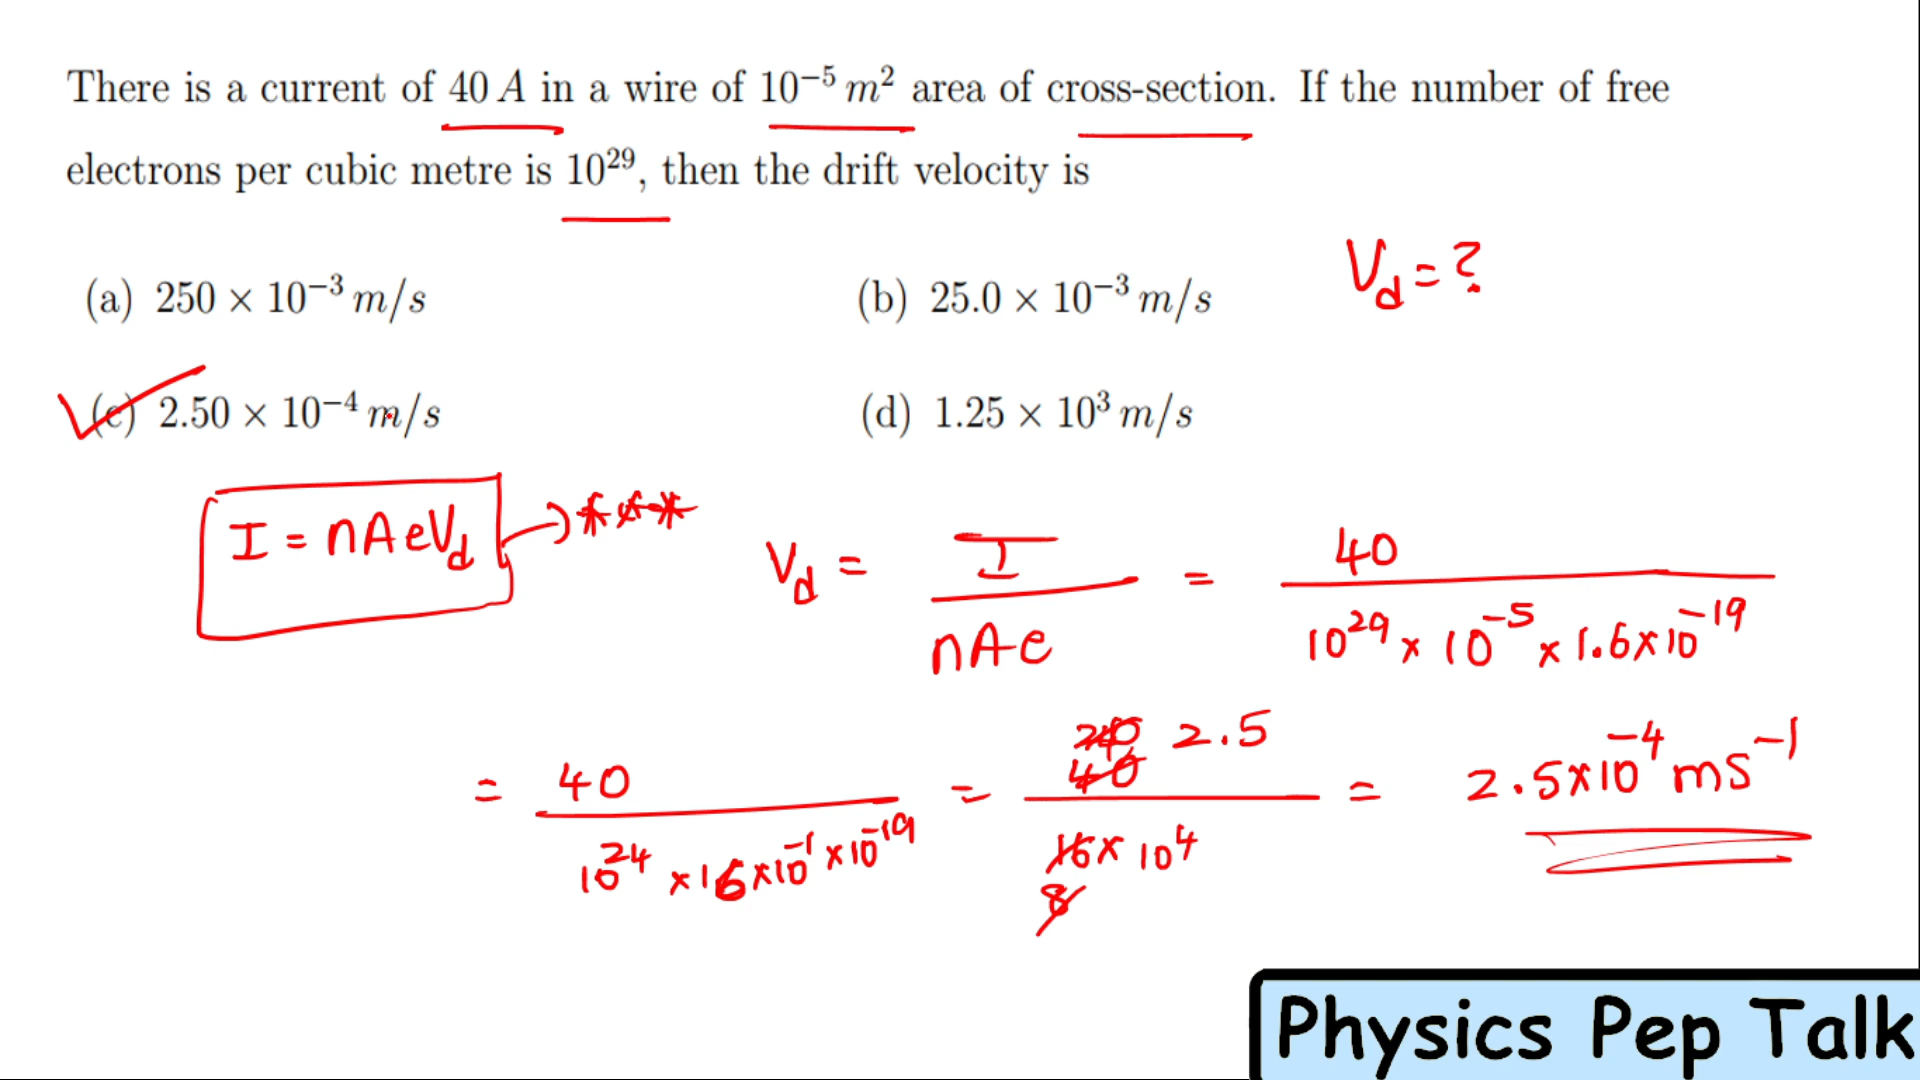 There is a current of 40 A in a wire of 10⁻⁵ m² area of cross-section. If the number of free
electrons per cubic metre is 10²⁹, then the drift velocity is
V_d = ?
(a) 250 × 10⁻³ m/s (b) 25.0 × 10⁻³ m/s
(c) 2.50 × 10⁻⁴ m/s (d) 1.25 × 10³ m/s
I = nAeV_d → ***
V_d = I / nAe = 40 / 10²⁹ × 10⁻⁵ × 1.6 × 10⁻¹⁹
= 40 / 10²⁴ × 16 × 10⁻¹ × 10⁻¹⁹ = 40 20 2.5 / 16 × 10⁴ 8 = 2.5 × 10⁻⁴ ms⁻¹
Physics Pep Talk